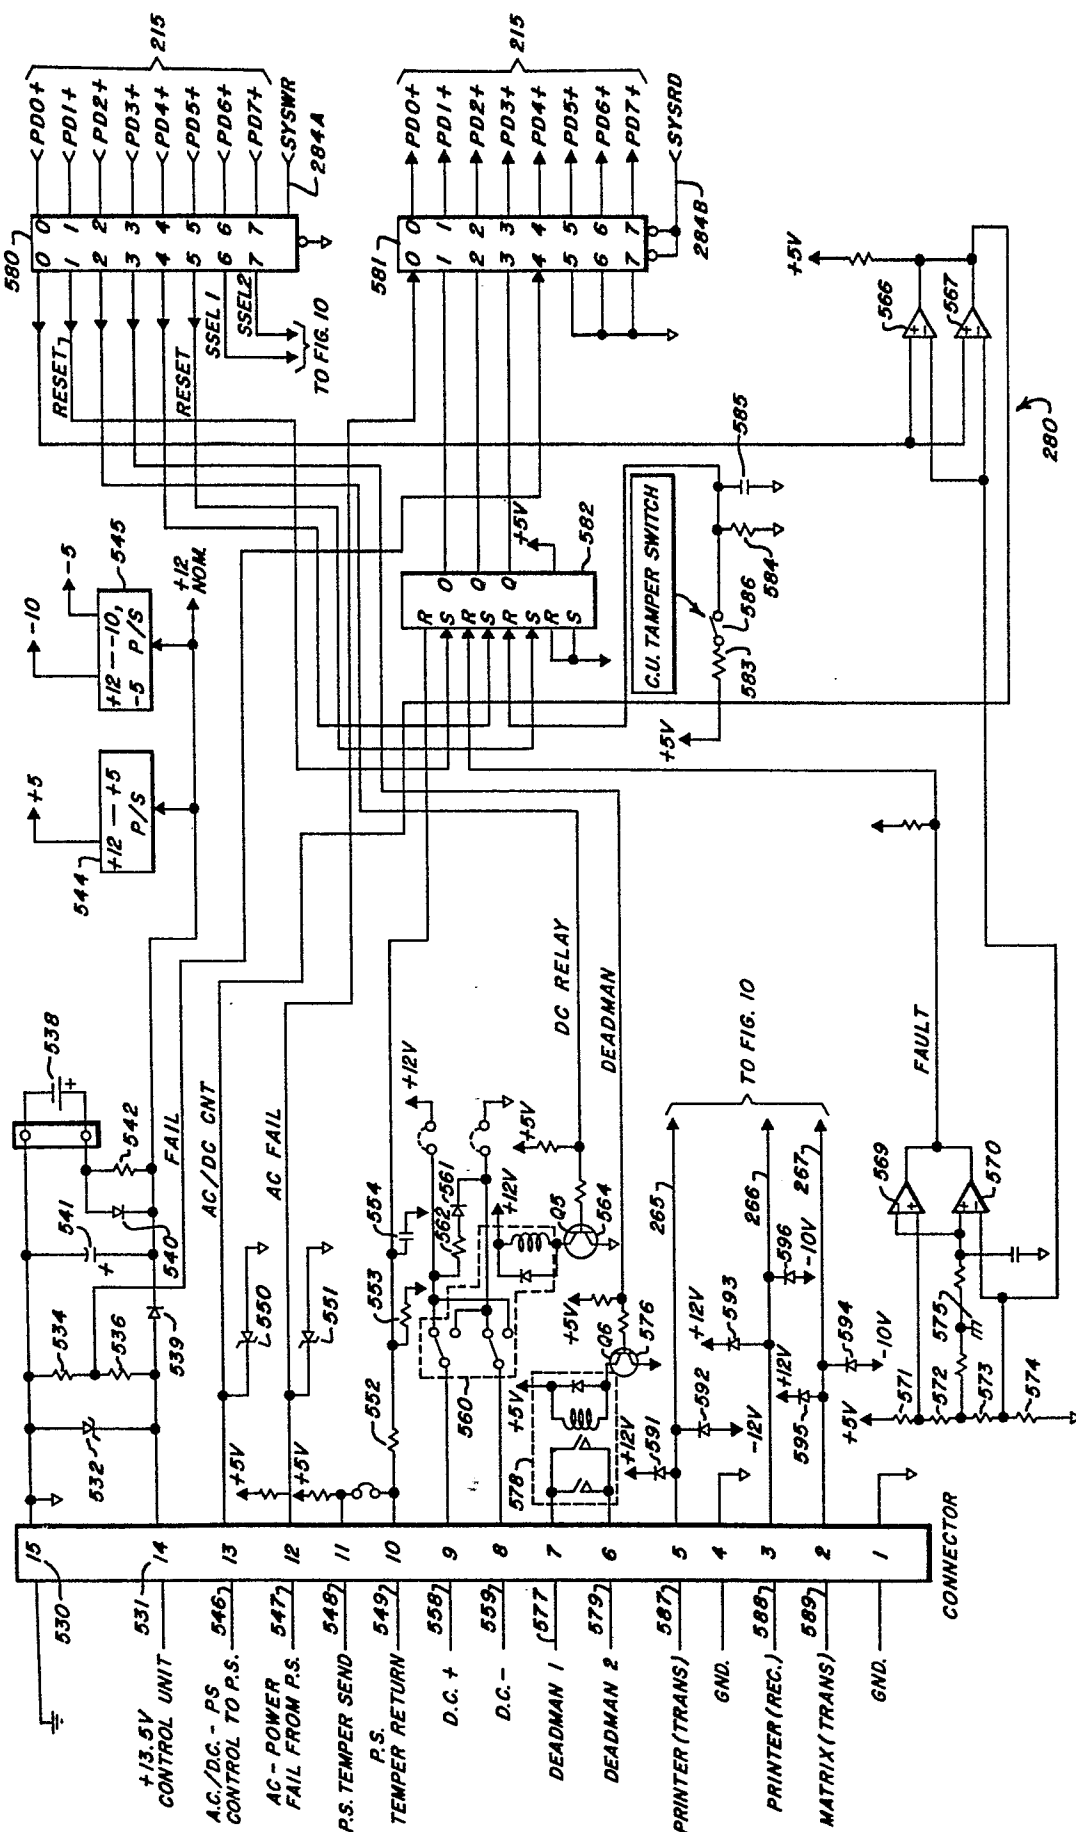 580
0 0 <PD0+
1 1 <PD1+
2 2 <PD2+
3 3 <PD3+
4 4 <PD4+
5 5 <PD5+
6 6 <PD6+
7 7 <PD7+
<SYSWR
215
284A
RESET
RESET
SSEL 1
SSEL2
TO FIG. 10
581
0 0 PD0+
1 1 PD1+
2 2 PD2+
3 3 PD3+
4 4 PD4+
5 5 PD5+
6 6 PD6+
7 7 PD7+
<SYSRD
215
284B
+5V
566
+
-
567
+
-
280
-10
-5
545
+12--10,
-5 P/S
+12
NOM.
+5
544
+12-+5
P/S
R
S O
R
S Q
R
S Q
R
S
+5V
582
C.U. TAMPER SWITCH
585
584
586
583
+5V
538
+
542
541
+
540
539
534
536
532
FAIL
AC/DC CNT
AC FAIL
550
551
+5V
+5V
552
553
554
+12V
561
562
560
+12V
+5V
DC RELAY
Q5
564
DEADMAN
+5V
Q6
576
+5V
578
+12V
591
592
-12V
265
TO FIG. 10
+12V
593
266
596
-10V
267
+12V
595
594
-10V
FAULT
569
570
+
-
575
+5V
571
572
573
574
15
14
13
12
11
10
9
8
7
6
5
4
3
2
1
CONNECTOR
530
531
+13.5V
CONTROL UNIT
546
A.C./D.C.- PS
CONTROL TO P.S.
547
AC - POWER
FAIL FROM P.S.
548
P.S. TEMPER SEND
549
P.S.
TEMPER RETURN
558
D.C. +
559
D.C. -
577
DEADMAN 1
579
DEADMAN 2
587
PRINTER (TRANS)
GND.
588
PRINTER (REC.)
589
MATRIX (TRANS)
GND.